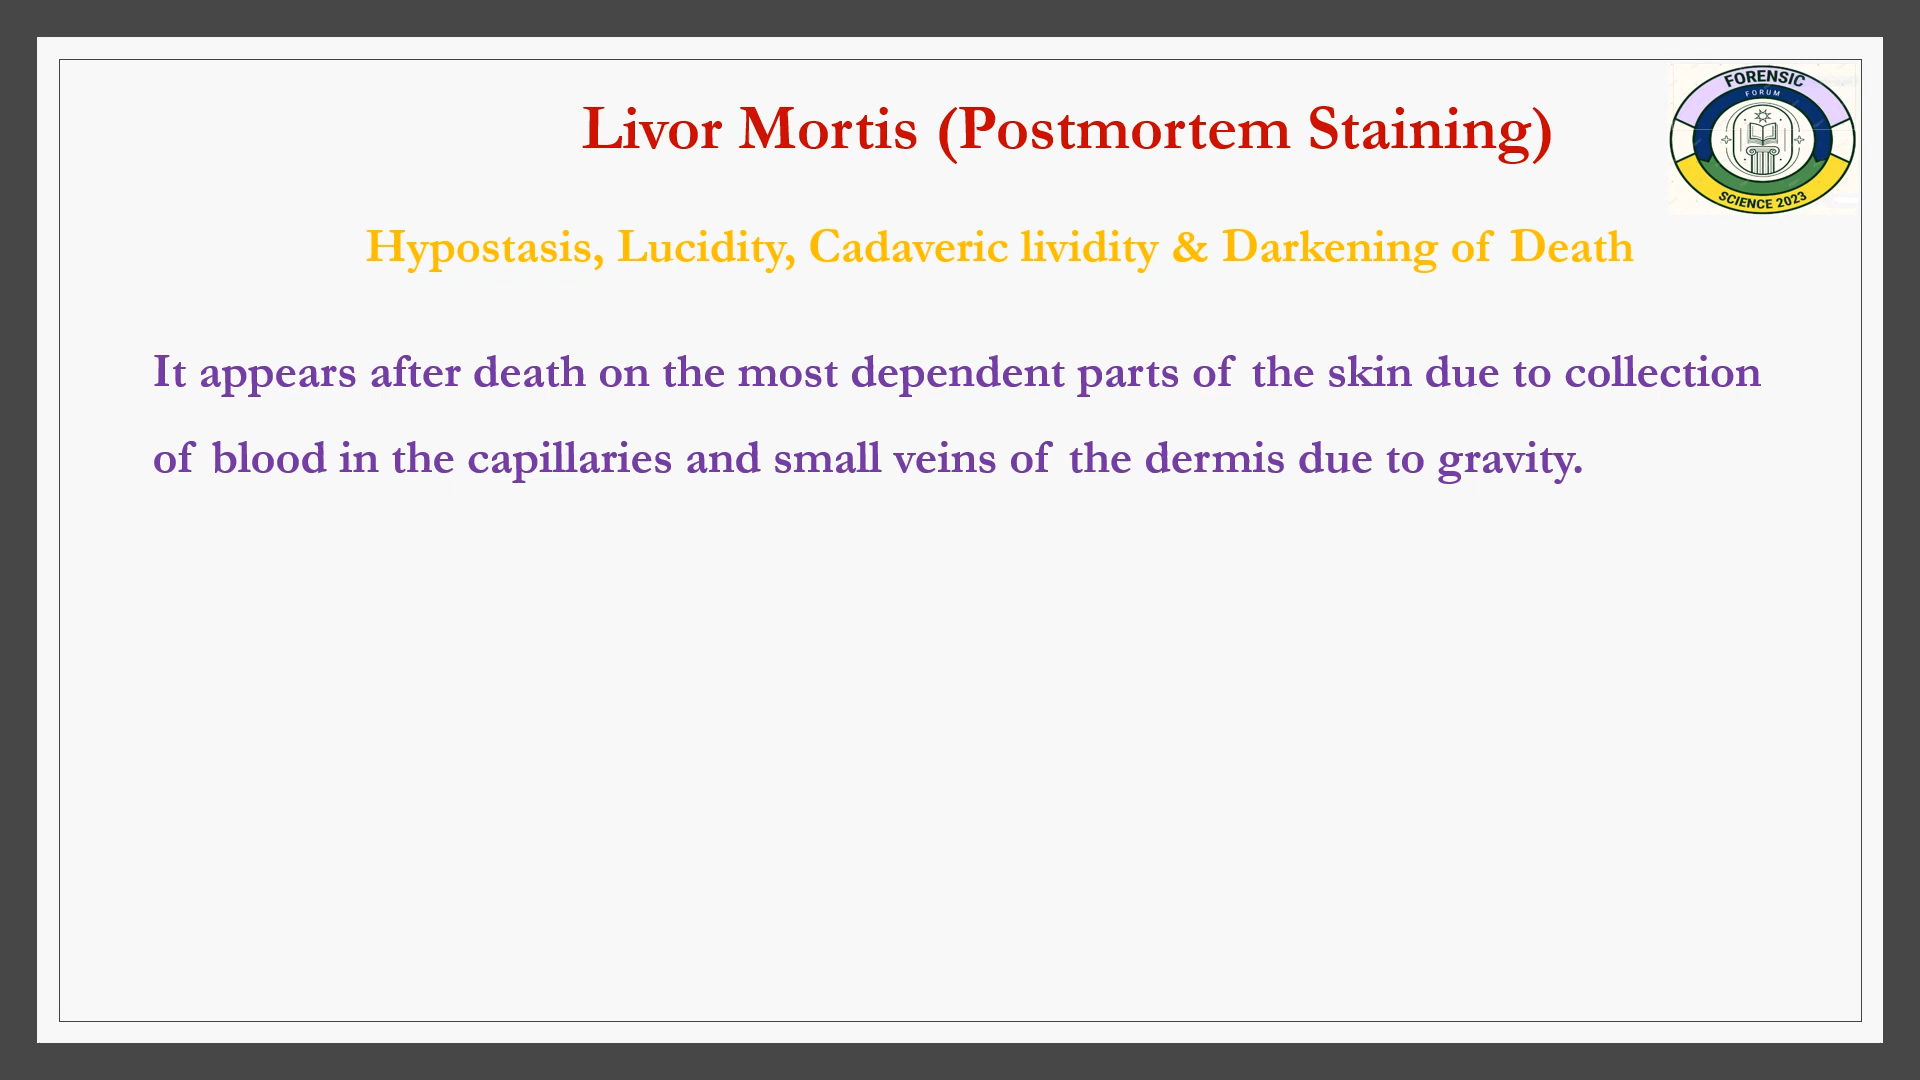 FORENSIC
FORUM
SCIENCE 2023
Livor Mortis (Postmortem Staining)
Hypostasis, Lucidity, Cadaveric lividity & Darkening of Death
It appears after death on the most dependent parts of the skin due to collection
of blood in the capillaries and small veins of the dermis due to gravity.